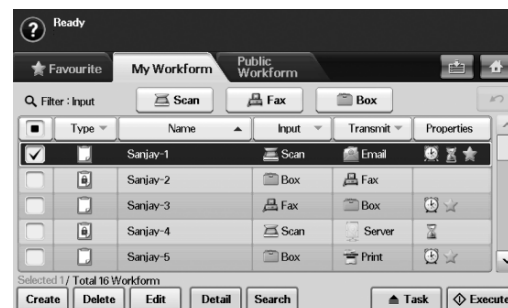 ? Ready
Favourite My Workform Public Workform
Filter : Input Scan Fax Box
Type Name Input Transmit Properties
Sanjay-1 Scan Email
Sanjay-2 Box Fax
Sanjay-3 Fax Box
Sanjay-4 Scan Server
Sanjay-5 Box Print
Selected 1/ Total 16 Workform
Create Delete Edit Detail Search Task Execute